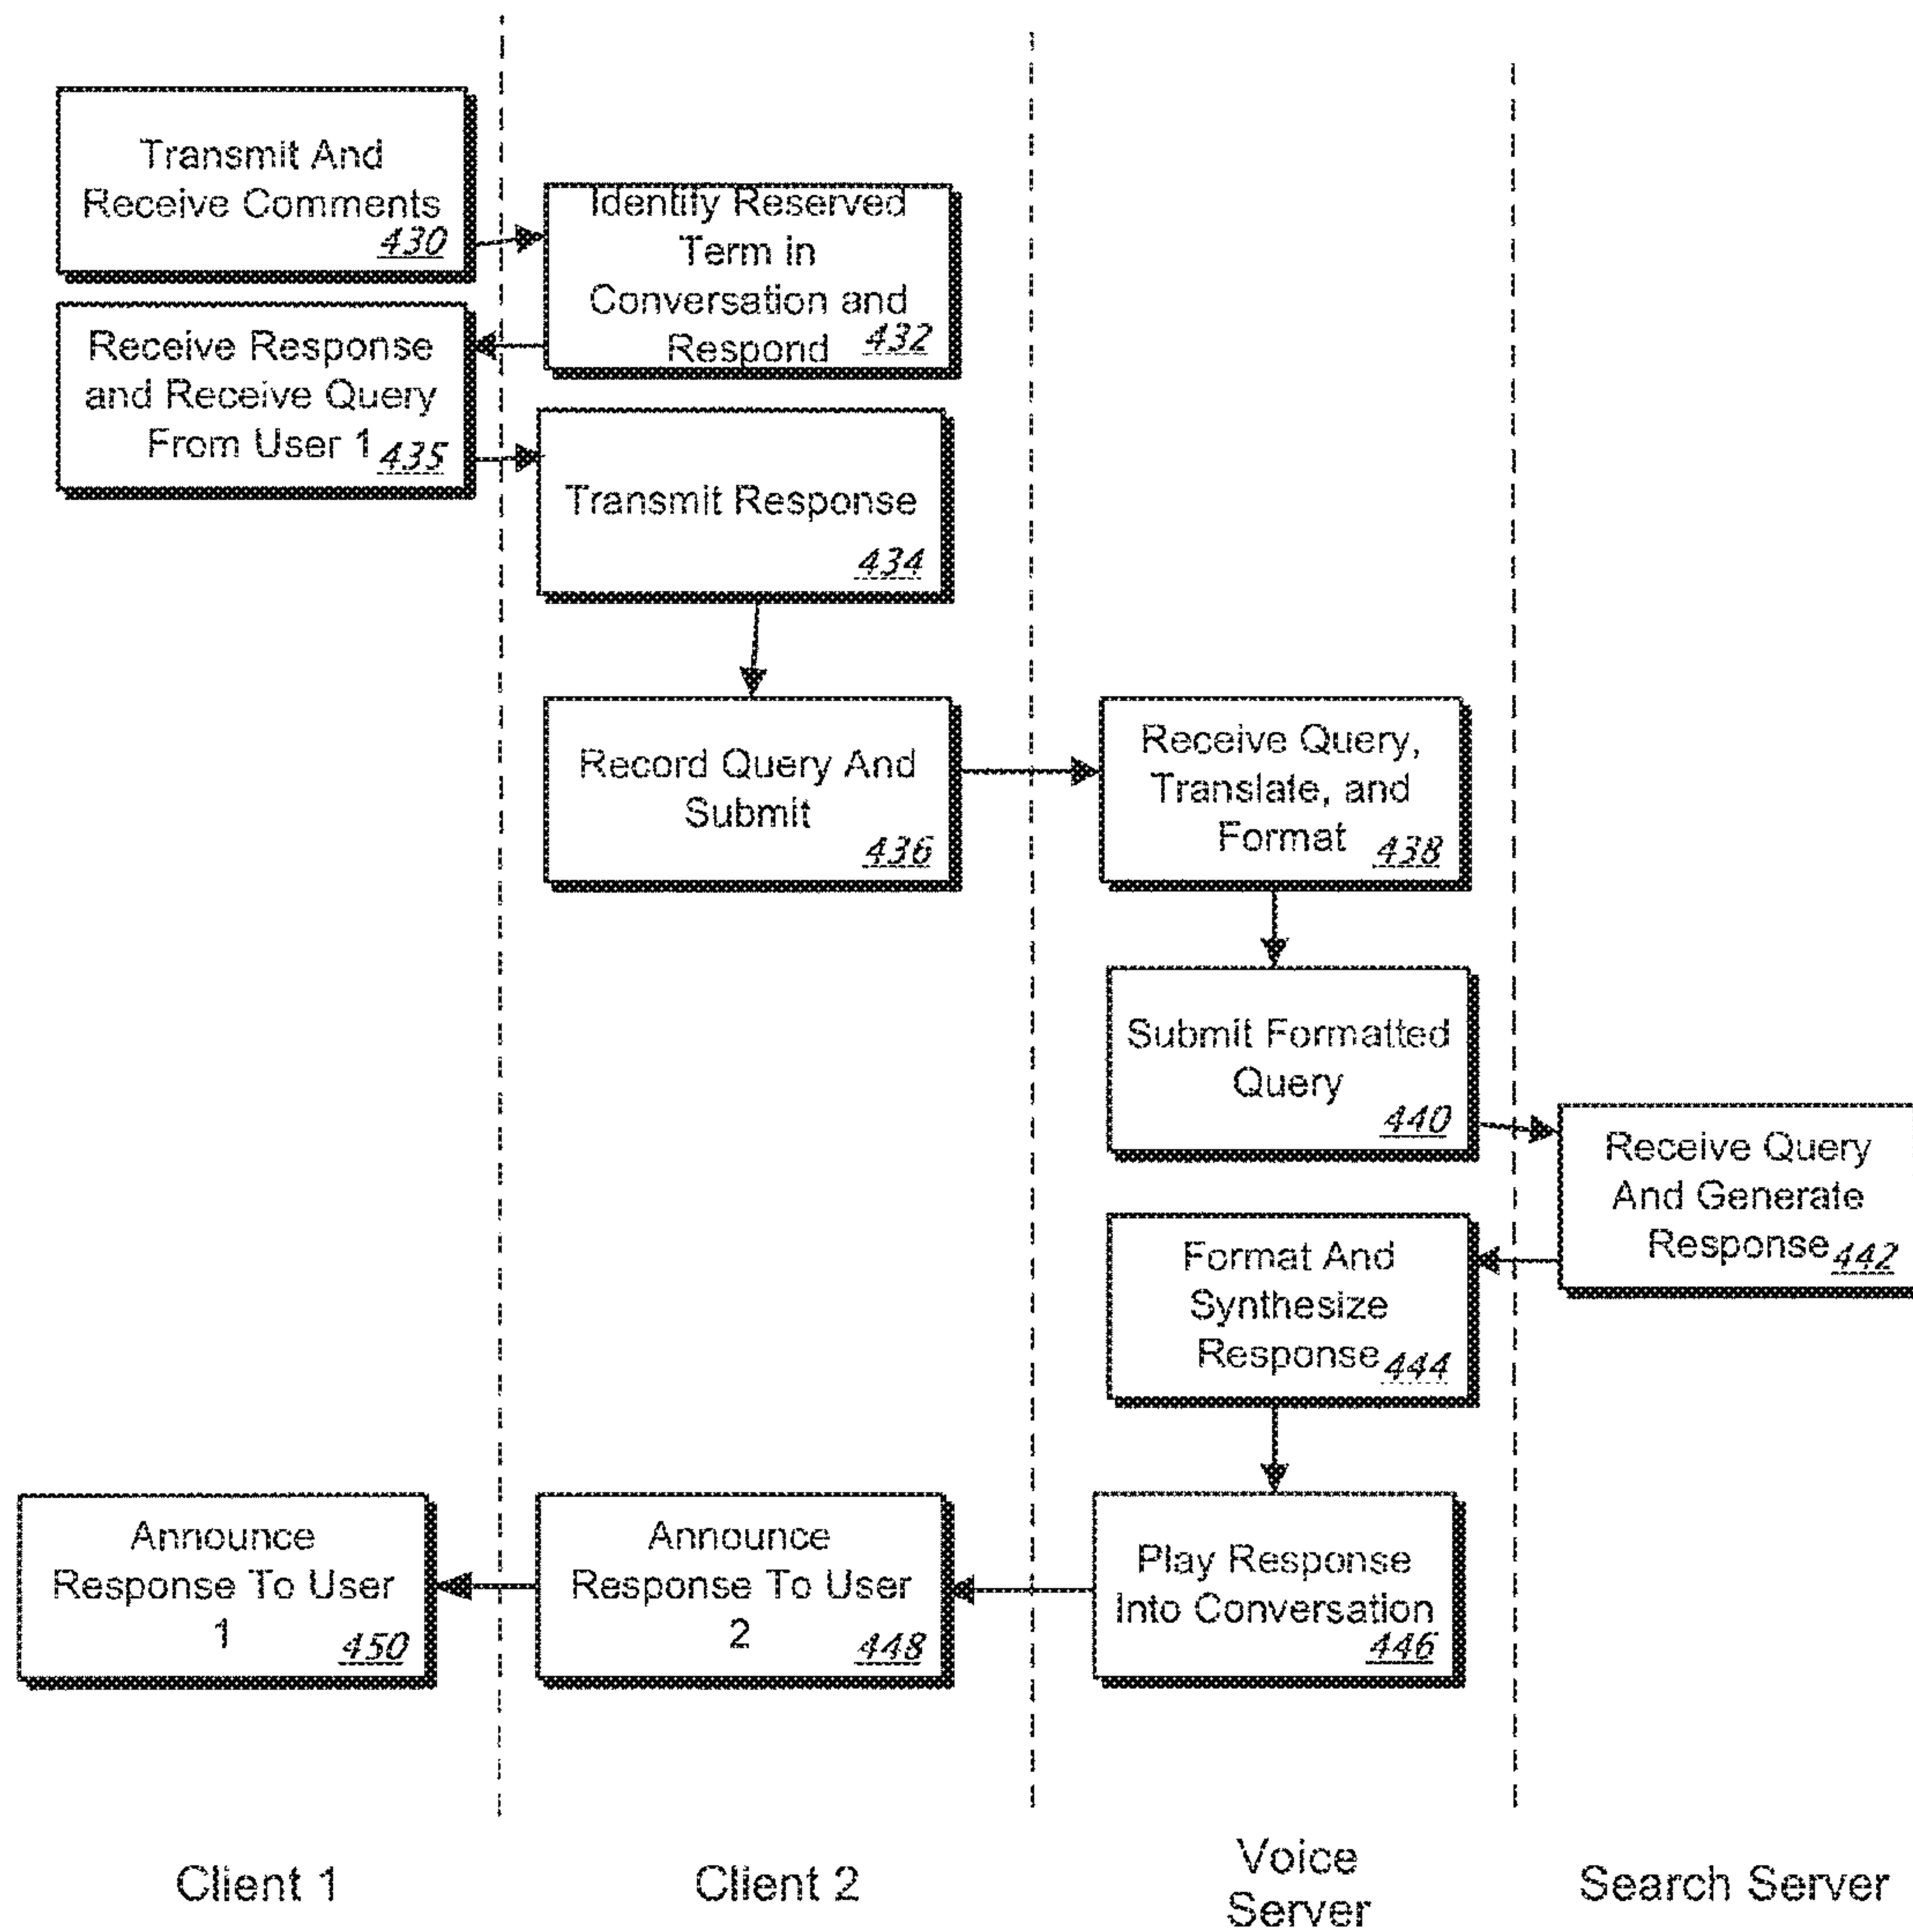 Transmit And
Receive Comments
430
Identify Reserved
Term in
Conversation and
Respond 432
Receive Response
and Receive Query
From User 1 435
Transmit Response
434
Record Query And
Submit
436
Receive Query,
Translate, and
Format 438
Submit Formatted
Query
440
Receive Query
And Generate
Response 442
Format And
Synthesize
Response 444
Announce
Response To User
1 450
Announce
Response To User
2 448
Play Response
Into Conversation
446
Client 1
Client 2
Voice
Server
Search Server